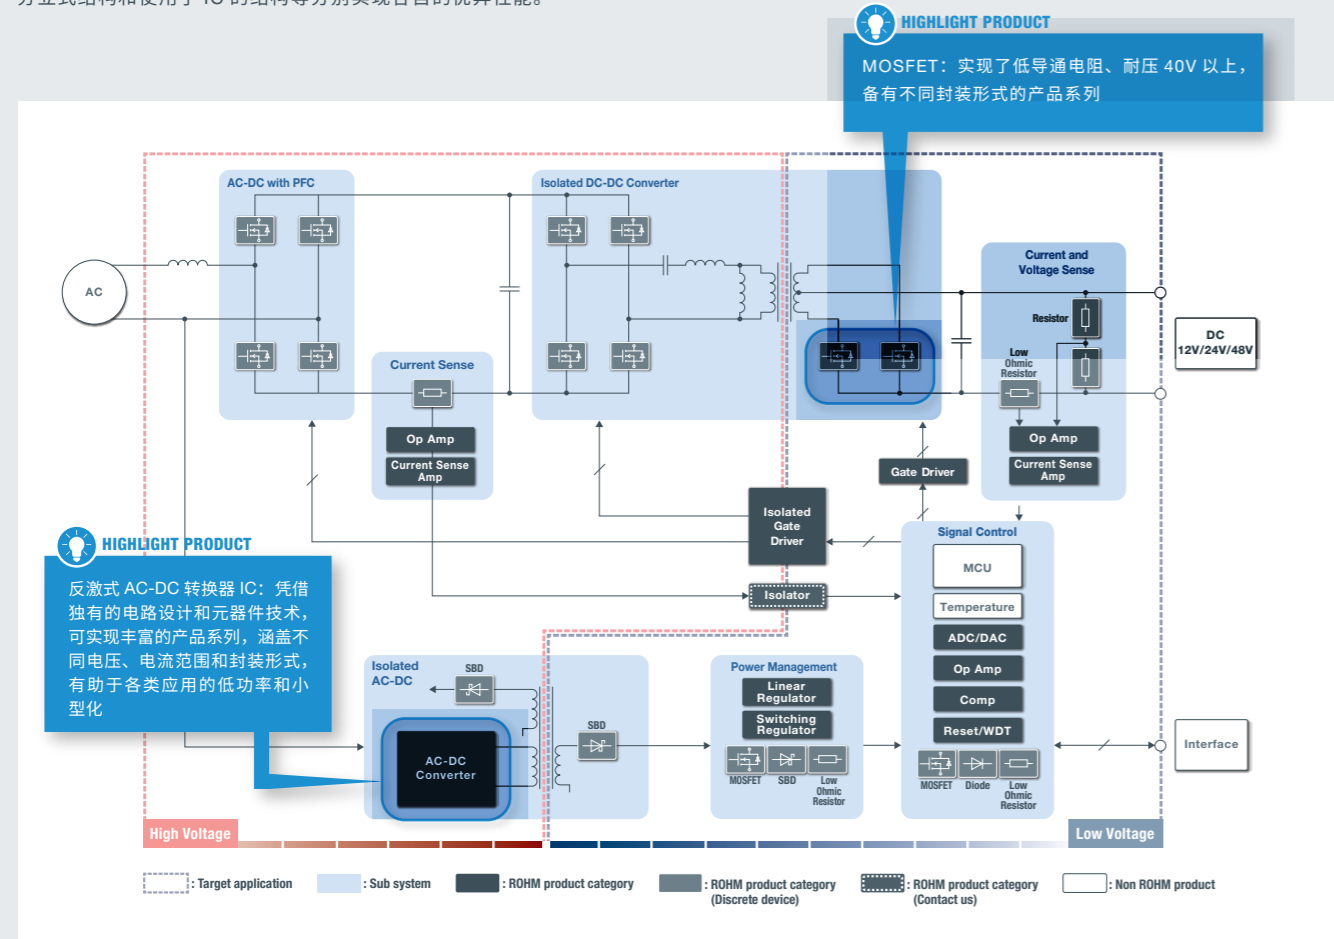 分立式结构和使用于 IC 的结构等分别实现各自的优异性能。
HIGHLIGHT PRODUCT
MOSFET：实现了低导通电阻、耐压 40V 以上，
备有不同封装形式的产品系列
AC-DC with PFC
Isolated DC-DC Converter
Current and
Voltage Sense
AC
Resistor
DC
12V/24V/48V
Low
Ohmic
Resistor
Current Sense
Op Amp
Current Sense
Amp
Op Amp
Current Sense
Amp
Gate Driver
Isolated
Gate
Driver
Isolator
Signal Control
MCU
Temperature
ADC/DAC
Op Amp
Comp
Reset/WDT
MOSFET
Diode
Low
Ohmic
Resistor
HIGHLIGHT PRODUCT
反激式 AC-DC 转换器 IC：凭借
独有的电路设计和元器件技术，
可实现丰富的产品系列，涵盖不
同电压、电流范围和封装形式，
有助于各类应用的低功率和小
型化
Isolated
AC-DC
SBD
SBD
AC-DC
Converter
Power Management
Linear
Regulator
Switching
Regulator
MOSFET
SBD
Low
Ohmic
Resistor
Interface
High Voltage
Low Voltage
: Target application
: Sub system
: ROHM product category
: ROHM product category
(Discrete device)
: ROHM product category
(Contact us)
: Non ROHM product